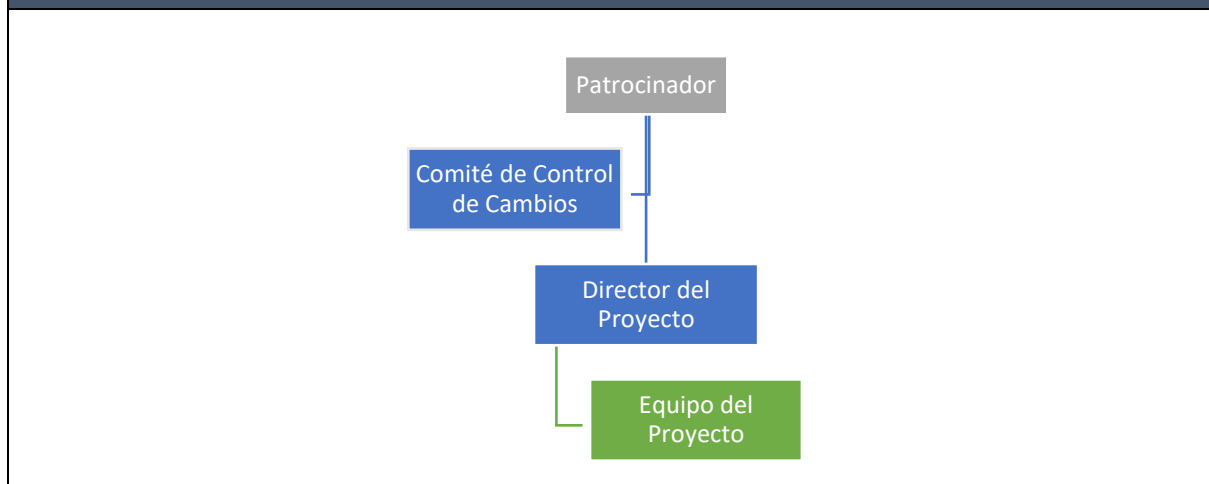 Patrocinador
Comité de Control
de Cambios
Director del
Proyecto
Equipo del
Proyecto